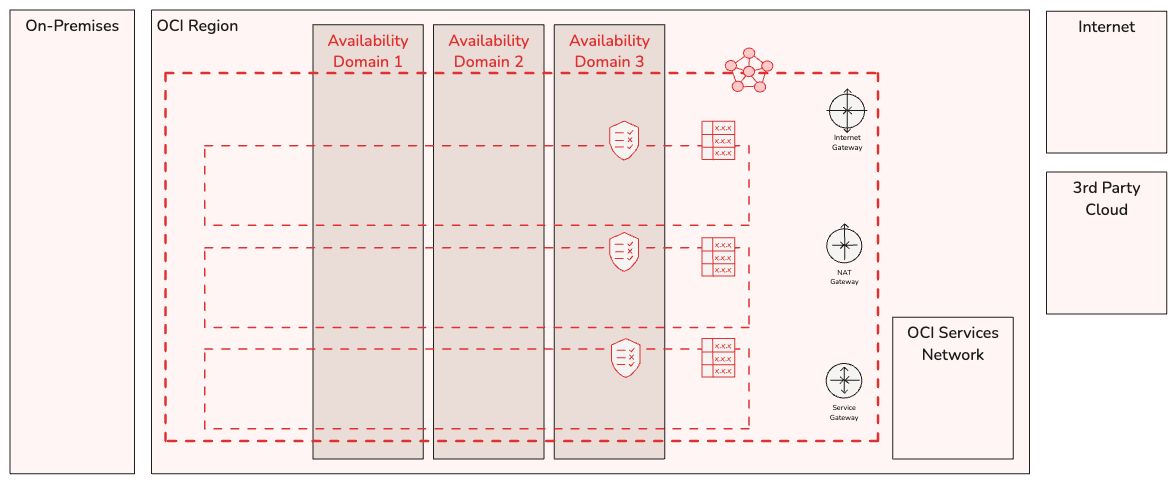 On-Premises
OCI Region
Availability
Domain 1
Availability
Domain 2
Availability
Domain 3
Internet
3rd Party
Cloud
Internet
Gateway
NAT
Gateway
Service
Gateway
OCI Services
Network
X.X.X
X.X.X
X.X.X
X.X.X
X.X.X
X.X.X
X.X.X
X.X.X
X.X.X